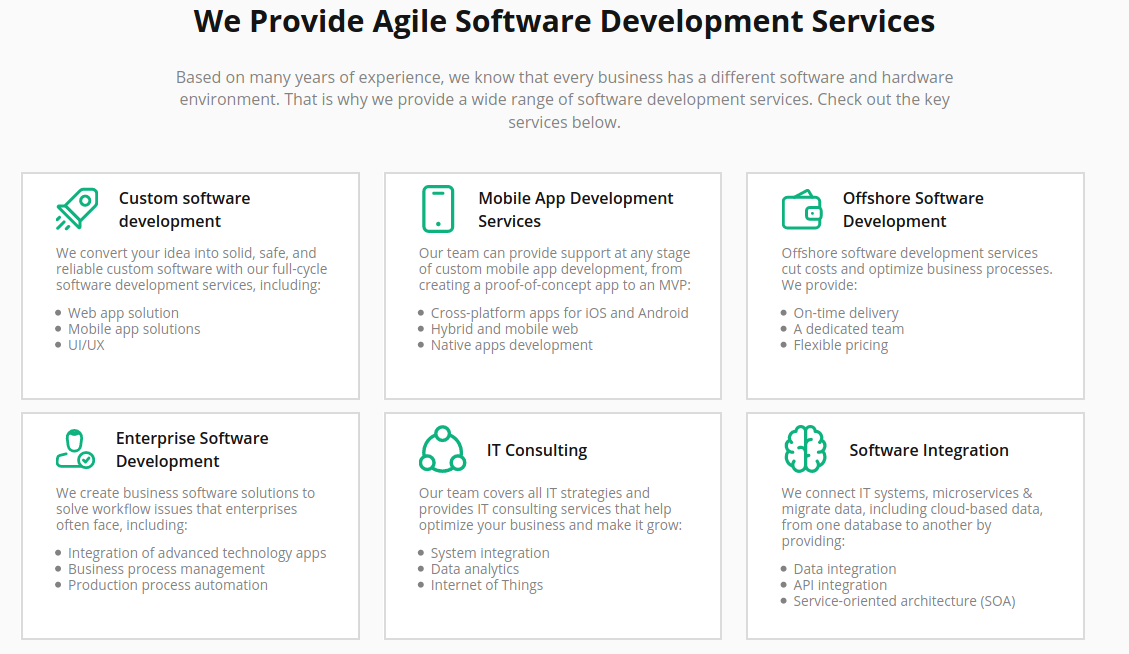 We Provide Agile Software Development Services
Based on many years of experience, we know that every business has a different software and hardware
environment. That is why we provide a wide range of software development services. Check out the key
services below.
Custom software
development
We convert your idea into solid, safe, and
reliable custom software with our full-cycle
software development services, including:
Web app solution
Mobile app solutions
UI/UX
Mobile App Development
Services
Our team can provide support at any stage
of custom mobile app development, from
creating a proof-of-concept app to an MVP:
Cross-platform apps for iOS and Android
Hybrid and mobile web
Native apps development
Offshore Software
Development
Offshore software development services
cut costs and optimize business processes.
We provide:
On-time delivery
A dedicated team
Flexible pricing
Enterprise Software
Development
We create business software solutions to
solve workflow issues that enterprises
often face, including:
Integration of advanced technology apps
Business process management
Production process automation
IT Consulting
Our team covers all IT strategies and
provides IT consulting services that help
optimize your business and make it grow:
System integration
Data analytics
Internet of Things
Software Integration
We connect IT systems, microservices &
migrate data, including cloud-based data,
from one database to another by
providing:
Data integration
API integration
Service-oriented architecture (SOA)